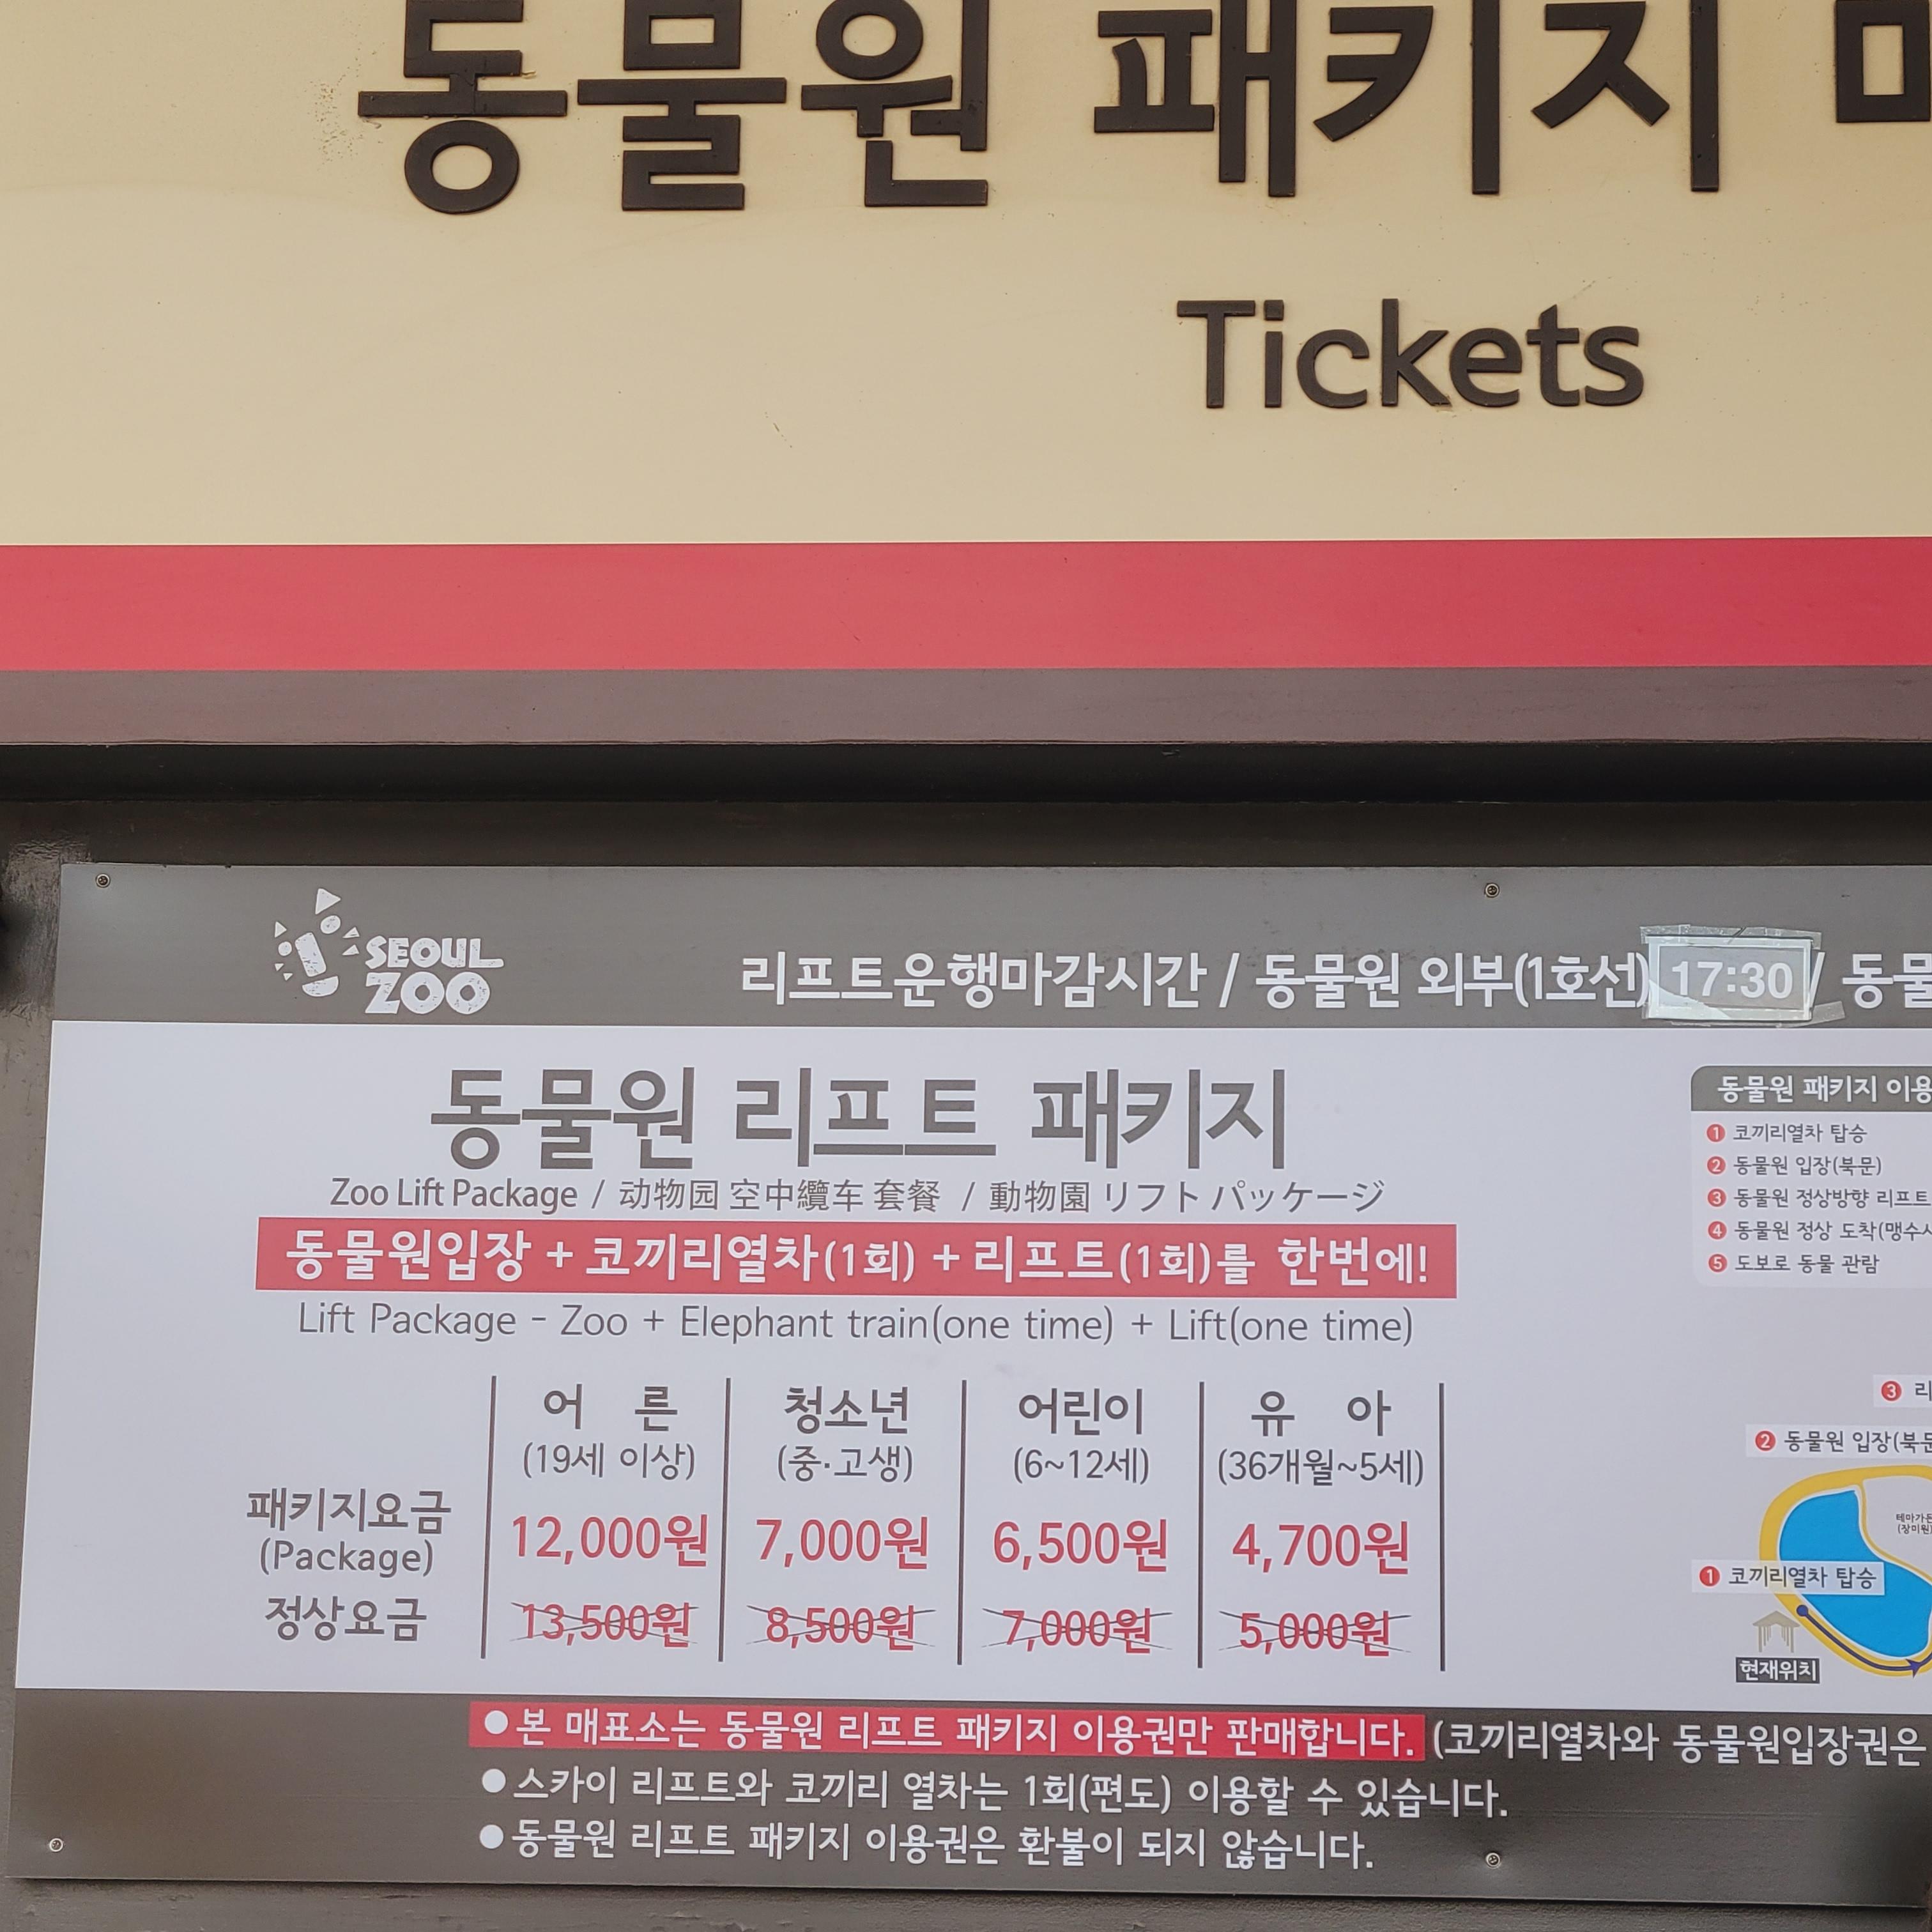 동물원 패키지
Tickets
SEOUL
ZOO
리프트운행마감시간 / 동물원 외부(1호선) 17:30 / 동물
동물원 리프트 패키지
Zoo Lift Package / 动物园 空中纜车 套餐 / 動物園 リフト パッケージ
동물원입장 + 코끼리열차(1회) + 리프트(1회)를 한번에!
Lift Package - Zoo + Elephant train(one time) + Lift(one time)
어 른 청소년 어린이 유 아
(19세 이상) (중·고생) (6~12세) (36개월~5세)
패키지요금 12,000원 7,000원 6,500원 4,700원
(Package)
정상요금 13,500원 8,500원 7,000원 5,000원
동물원 패키지 이용
1 코끼리열차 탑승
2 동물원 입장(북문)
3 동물원 정상방향 리프트
4 동물원 정상 도착(맹수사
5 도보로 동물 관람
3 리
2 동물원 입장(북문
테마가든
(장미원)
1 코끼리열차 탑승
현재위치
● 본 매표소는 동물원 리프트 패키지 이용권만 판매합니다. (코끼리열차와 동물원입장권은
● 스카이 리프트와 코끼리 열차는 1회(편도) 이용할 수 있습니다.
● 동물원 리프트 패키지 이용권은 환불이 되지 않습니다.